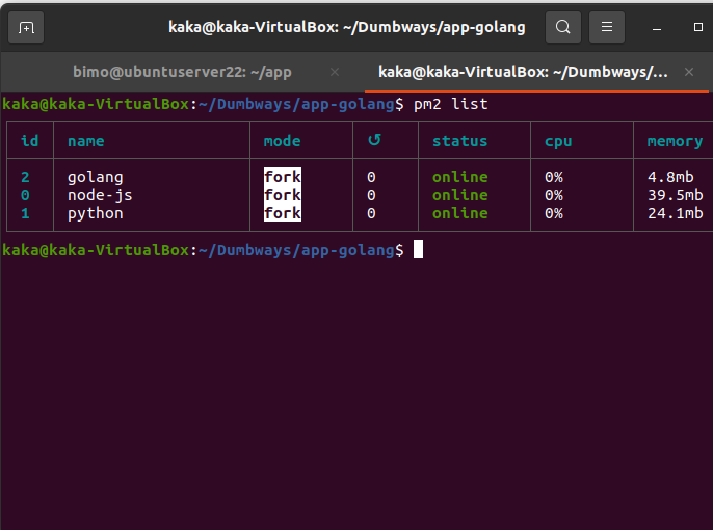 kaka@kaka-VirtualBox: ~/Dumbways/app-golang
bimo@ubuntuserver22: ~/app
kaka@kaka-VirtualBox: ~/Dumbways/...
kaka@kaka-VirtualBox:~/Dumbways/app-golang$ pm2 list
id name mode ↺ status cpu memory
2 golang fork 0 online 0% 4.8mb
0 node-js fork 0 online 0% 39.5mb
1 python fork 0 online 0% 24.1mb
kaka@kaka-VirtualBox:~/Dumbways/app-golang$